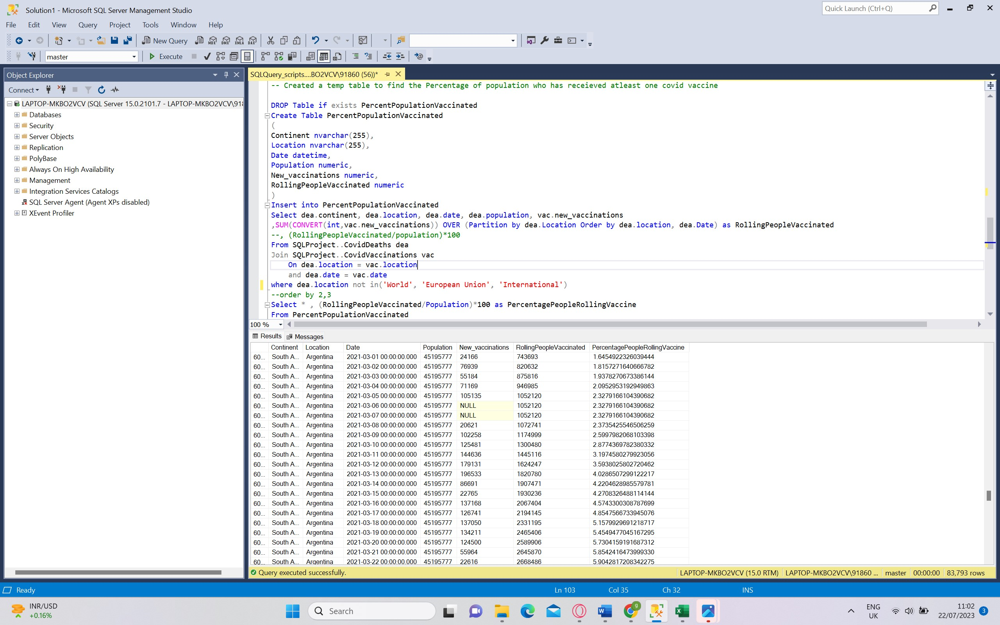 Solution1 - Microsoft SQL Server Management Studio
Quick Launch (Ctrl+Q)
File Edit View Query Project Tools Window Help
New Query MDX DMX XMLA DAX
master Execute
Object Explorer
Connect
LAPTOP-MKBO2VCV (SQL Server 15.0.2101.7 - LAPTOP-MKBO2VCV\918
Databases
Security
Server Objects
Replication
PolyBase
Always On High Availability
Management
Integration Services Catalogs
SQL Server Agent (Agent XPs disabled)
XEvent Profiler
SQLQuery_scripts....BO2VCV\91860 (56))*
-- Created a temp table to find the Percentage of population who has receieved atleast one covid vaccine
DROP Table if exists PercentPopulationVaccinated
Create Table PercentPopulationVaccinated
(
Continent nvarchar(255),
Location nvarchar(255),
Date datetime,
Population numeric,
New_vaccinations numeric,
RollingPeopleVaccinated numeric
)
Insert into PercentPopulationVaccinated
Select dea.continent, dea.location, dea.date, dea.population, vac.new_vaccinations
,SUM(CONVERT(int,vac.new_vaccinations)) OVER (Partition by dea.Location Order by dea.location, dea.Date) as RollingPeopleVaccinated
--, (RollingPeopleVaccinated/population)*100
From SQLProject..CovidDeaths dea
Join SQLProject..CovidVaccinations vac
On dea.location = vac.location
and dea.date = vac.date
where dea.location not in('World', 'European Union', 'International')
--order by 2,3
Select * , (RollingPeopleVaccinated/Population)*100 as PercentagePeopleRollingVaccine
From PercentPopulationVaccinated
100 %
Results Messages
Continent Location Date Population New_vaccinations RollingPeopleVaccinated PercentagePeopleRollingVaccine
60... South A... Argentina 2021-03-01 00:00:00.000 45195777 24166 743693 1.6454922326039444
60... South A... Argentina 2021-03-02 00:00:00.000 45195777 76939 820632 1.8157271640666782
60... South A... Argentina 2021-03-03 00:00:00.000 45195777 55184 875816 1.9378270673386144
60... South A... Argentina 2021-03-04 00:00:00.000 45195777 71169 946985 2.0952953192949863
60... South A... Argentina 2021-03-05 00:00:00.000 45195777 105135 1052120 2.3279166104390682
60... South A... Argentina 2021-03-06 00:00:00.000 45195777 NULL 1052120 2.3279166104390682
60... South A... Argentina 2021-03-07 00:00:00.000 45195777 NULL 1052120 2.3279166104390682
60... South A... Argentina 2021-03-08 00:00:00.000 45195777 20621 1072741 2.3735425546506259
60... South A... Argentina 2021-03-09 00:00:00.000 45195777 102258 1174999 2.5997982068103398
60... South A... Argentina 2021-03-10 00:00:00.000 45195777 125481 1300480 2.8774369782380332
60... South A... Argentina 2021-03-11 00:00:00.000 45195777 144636 1445116 3.1974580279923056
60... South A... Argentina 2021-03-12 00:00:00.000 45195777 179131 1624247 3.5938025802720462
60... South A... Argentina 2021-03-13 00:00:00.000 45195777 196533 1820780 4.0286507299122217
60... South A... Argentina 2021-03-14 00:00:00.000 45195777 86691 1907471 4.2204628985579781
60... South A... Argentina 2021-03-15 00:00:00.000 45195777 22765 1930236 4.2708326488114144
60... South A... Argentina 2021-03-16 00:00:00.000 45195777 137168 2067404 4.5743300308787699
60... South A... Argentina 2021-03-17 00:00:00.000 45195777 126741 2194145 4.8547566733945076
60... South A... Argentina 2021-03-18 00:00:00.000 45195777 137050 2331195 5.1579929691218717
60... South A... Argentina 2021-03-19 00:00:00.000 45195777 134211 2465406 5.4549477045167295
60... South A... Argentina 2021-03-20 00:00:00.000 45195777 124500 2589906 5.7304159191687312
60... South A... Argentina 2021-03-21 00:00:00.000 45195777 55964 2645870 5.8542416473999330
60... South A... Argentina 2021-03-22 00:00:00.000 45195777 22616 2668486 5.9042817208342275
Query executed successfully. LAPTOP-MKBO2VCV (15.0 RTM) LAPTOP-MKBO2VCV\91860 ... master 00:00:00 83,793 rows
Ready Ln 103 Col 35 Ch 32 INS
INR/USD
+0.16%
Search
ENG
UK
11:02
22/07/2023
3